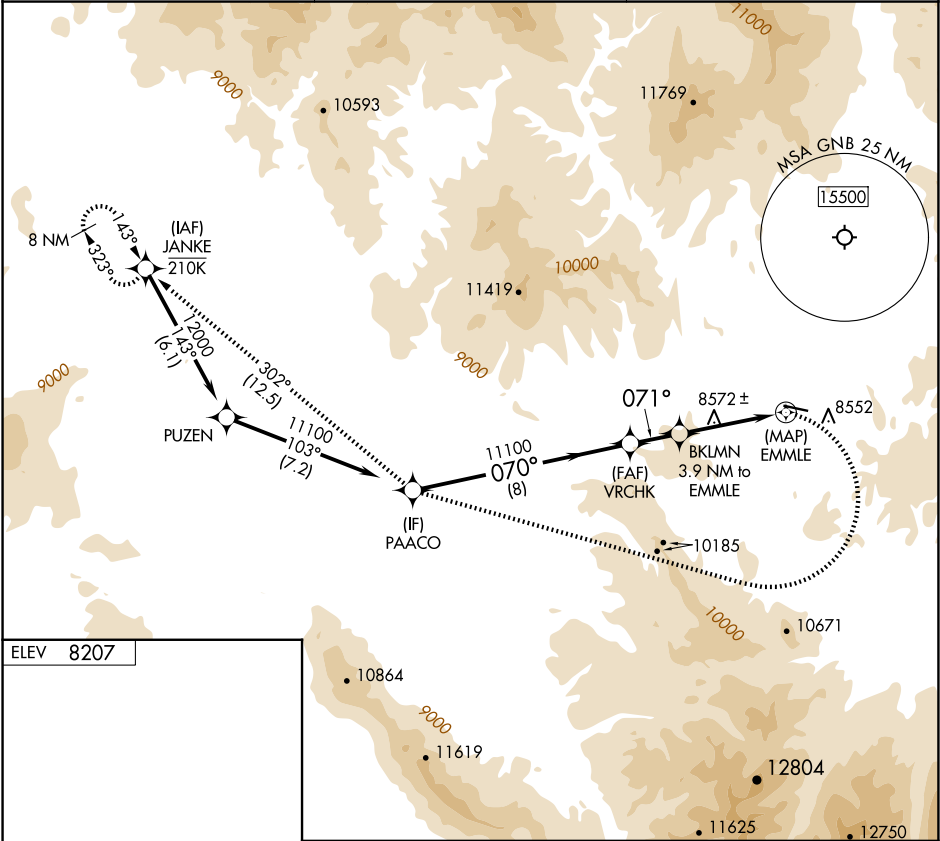 11000
9000
10593
11769
MSA GNB 25 NM
15500
8 NM
143°
323°
(IAF)
JANKE
210K
10000
11419
12000
143°
(6.1)
302°
(12.5)
9000
9000
PUZEN
11100
103°
(7.2)
071°
8572 ±
8552
(MAP)
EMMLE
BKLMN
3.9 NM to
EMMLE
11100
070°
(8)
(FAF)
VRCHK
(IF)
PAACO
10185
10000
10671
ELEV 8207
10864
9000
11619
12804
11625
12750